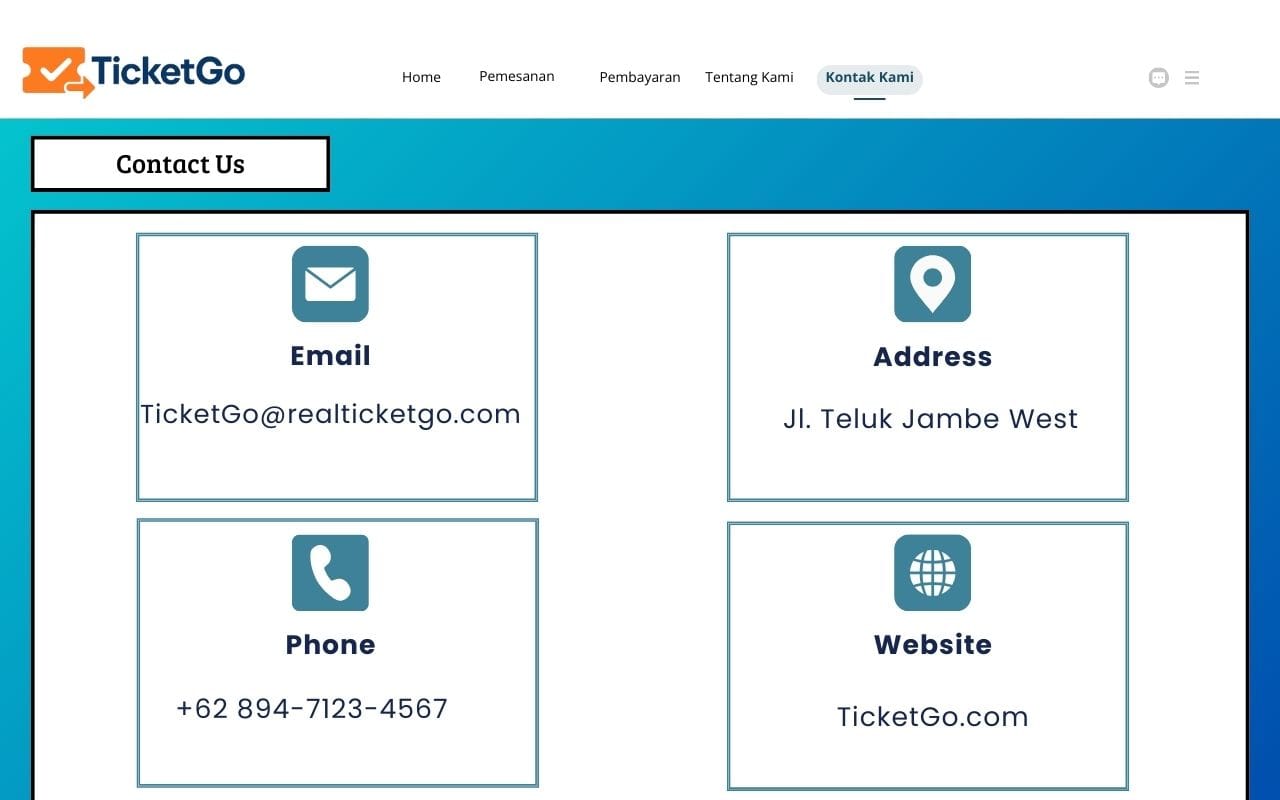 TicketGo
Home Pemesanan Pembayaran Tentang Kami Kontak Kami
Contact Us
Email
TicketGo@realticketgo.com
Address
Jl. Teluk Jambe West
Phone
+62 894-7123-4567
Website
TicketGo.com